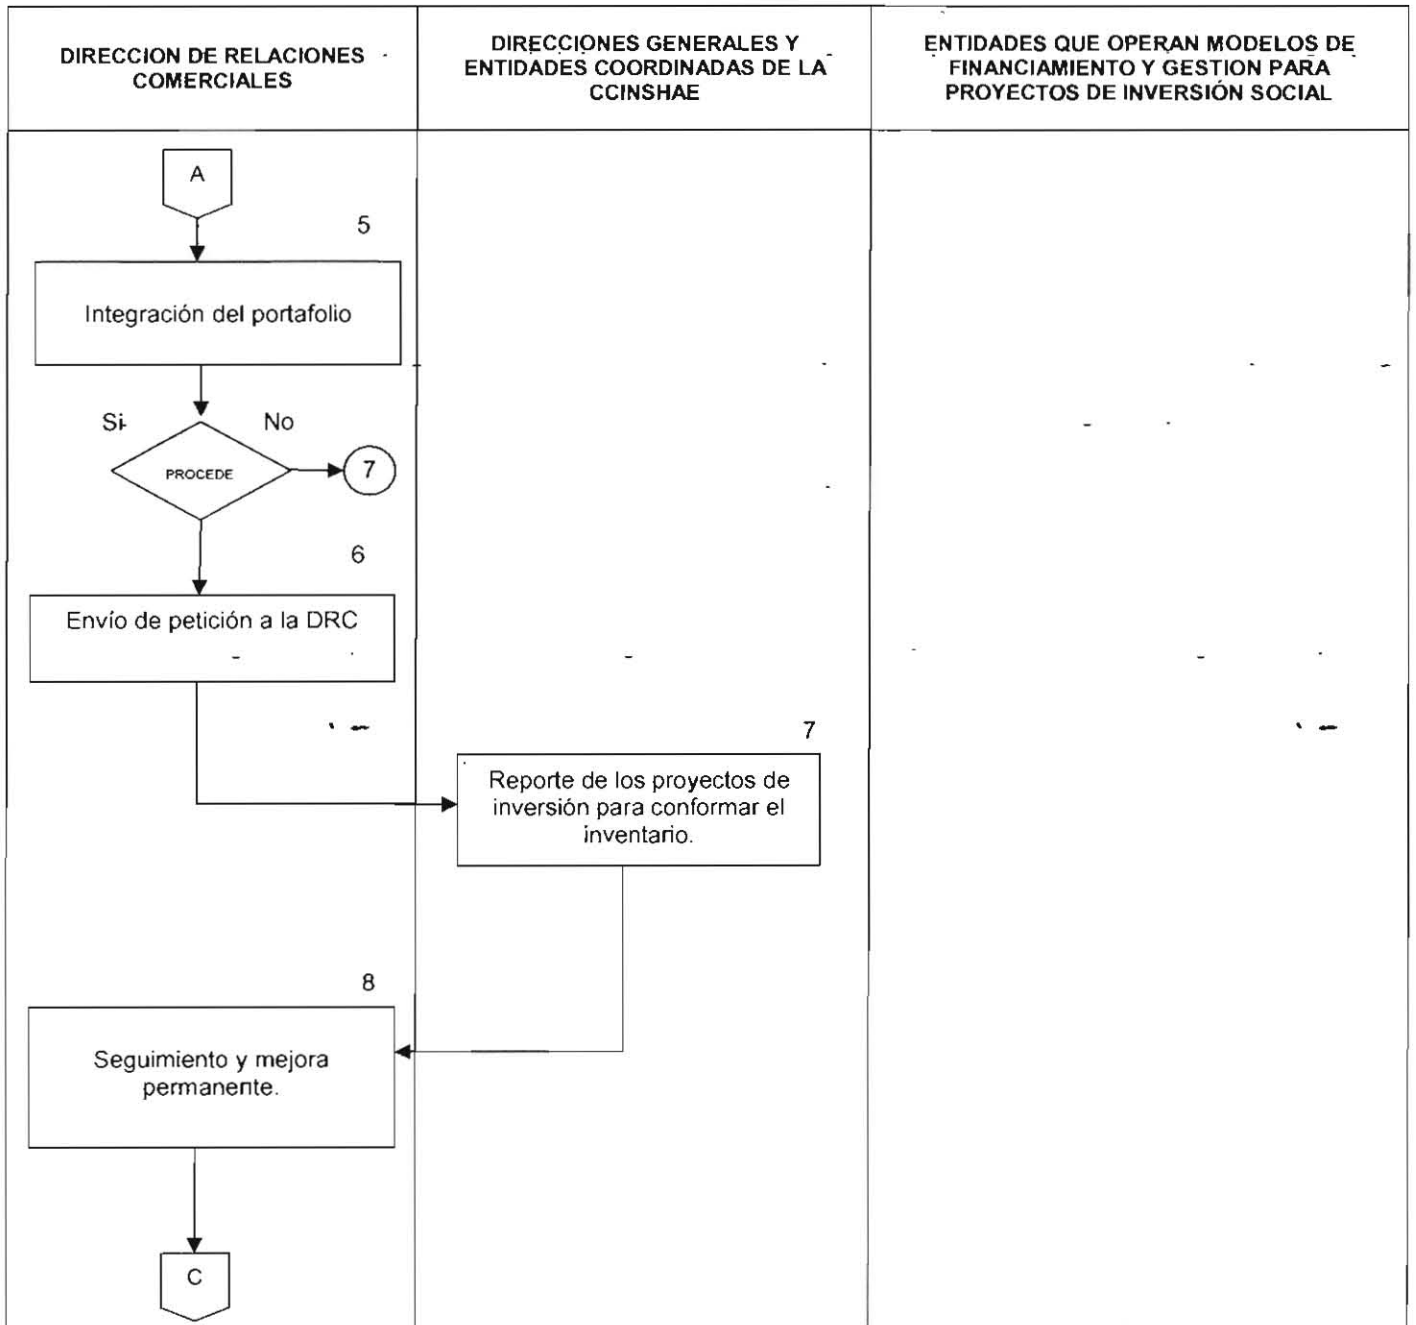 DIRECCION DE RELACIONES
COMERCIALES
DIRECCIONES GENERALES Y
ENTIDADES COORDINADAS DE LA
CCINSHAE
ENTIDADES QUE OPERAN MODELOS DE
FINANCIAMIENTO Y GESTION PARA
PROYECTOS DE INVERSIÓN SOCIAL
A
5
Integración del portafolio
Si
No
PROCEDE
7
6
Envío de petición a la DRC
7
Reporte de los proyectos de
inversión para conformar el
inventario.
8
Seguimiento y mejora
permanente.
C